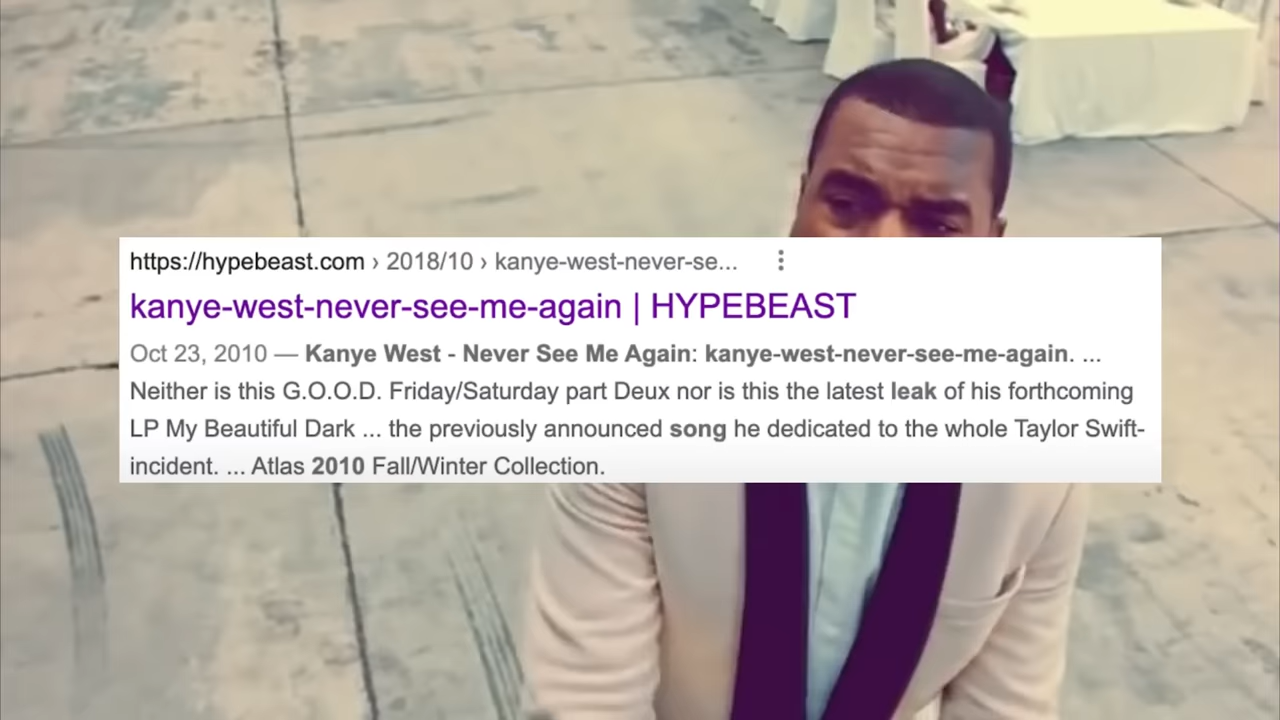 https://hypebeast.com › 2018/10 › kanye-west-never-se...
kanye-west-never-see-me-again | HYPEBEAST
Oct 23, 2010 — Kanye West - Never See Me Again: kanye-west-never-see-me-again. ...
Neither is this G.O.O.D. Friday/Saturday part Deux nor is this the latest leak of his forthcoming
LP My Beautiful Dark ... the previously announced song he dedicated to the whole Taylor Swift-
incident. ... Atlas 2010 Fall/Winter Collection.